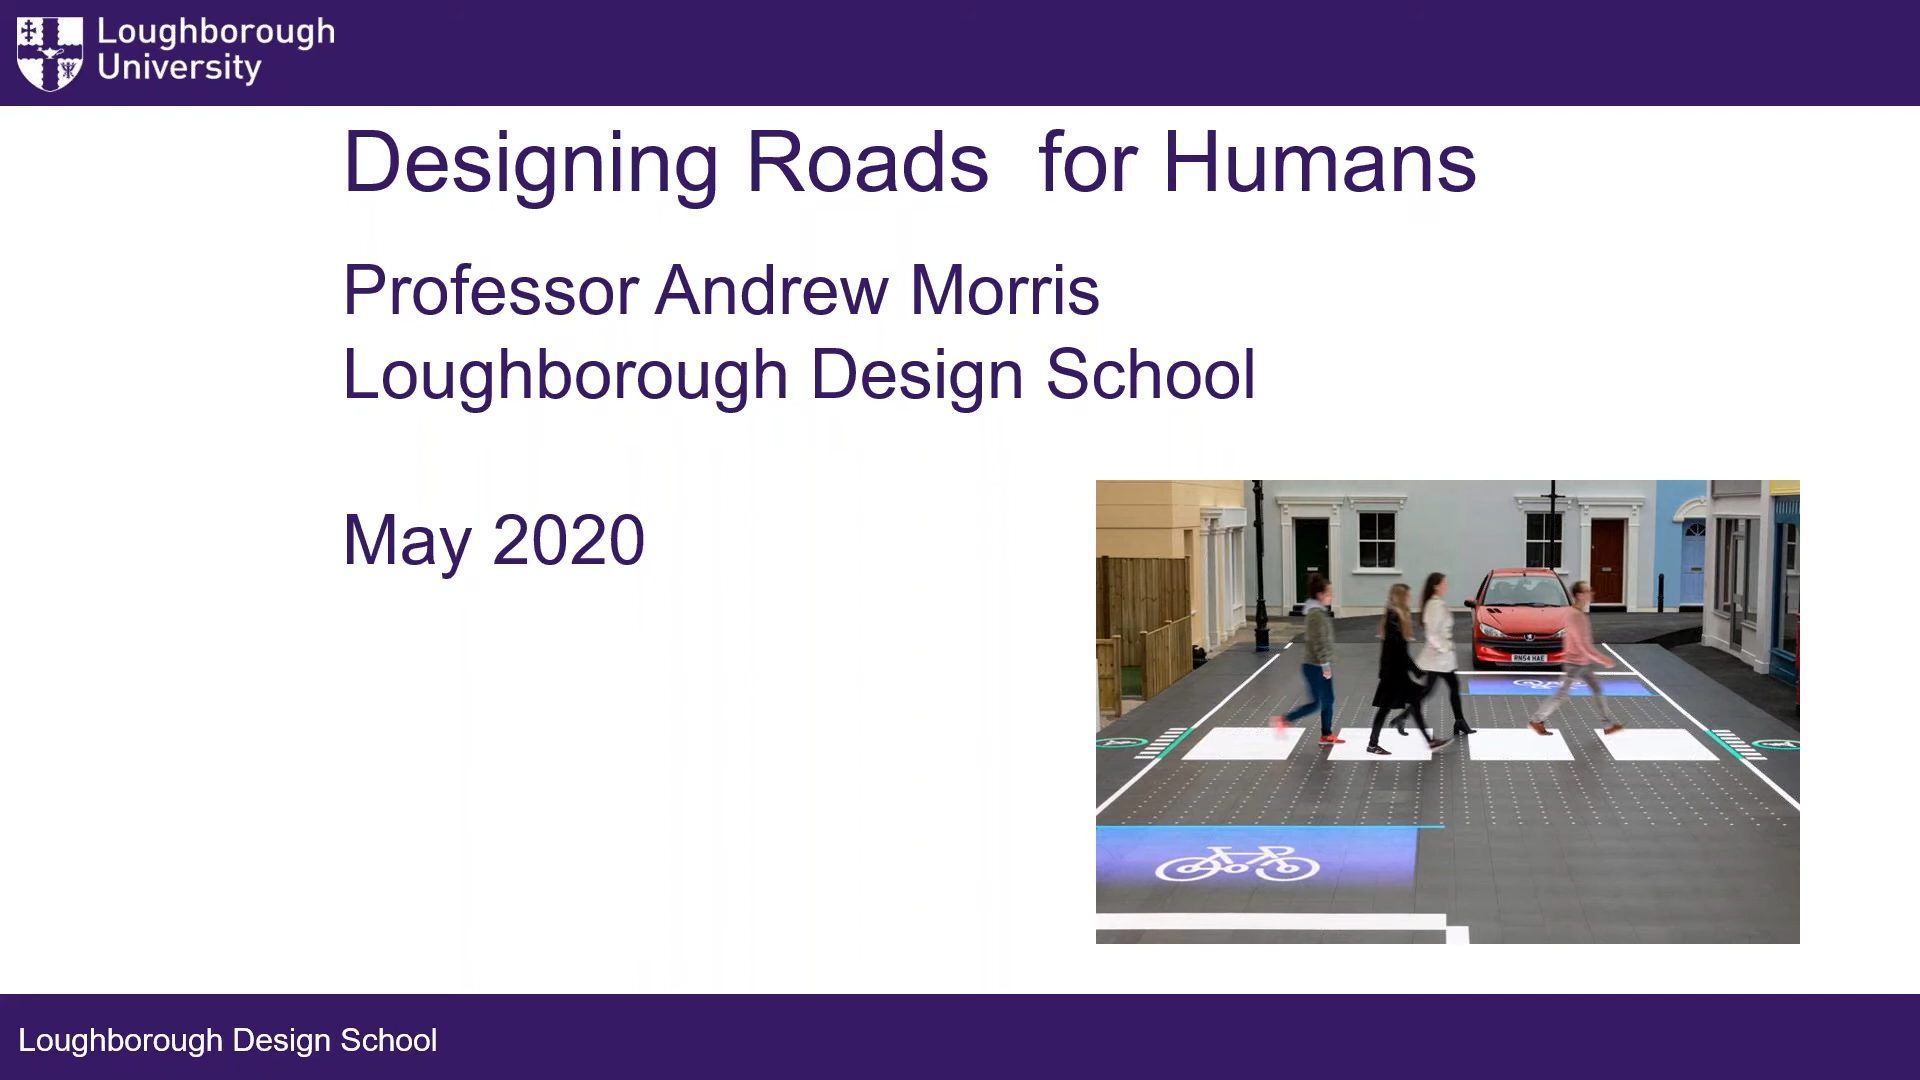 Loughborough
University
Designing Roads  for Humans
Professor Andrew Morris
Loughborough Design School
May 2020
RN54 HAE
Loughborough Design School